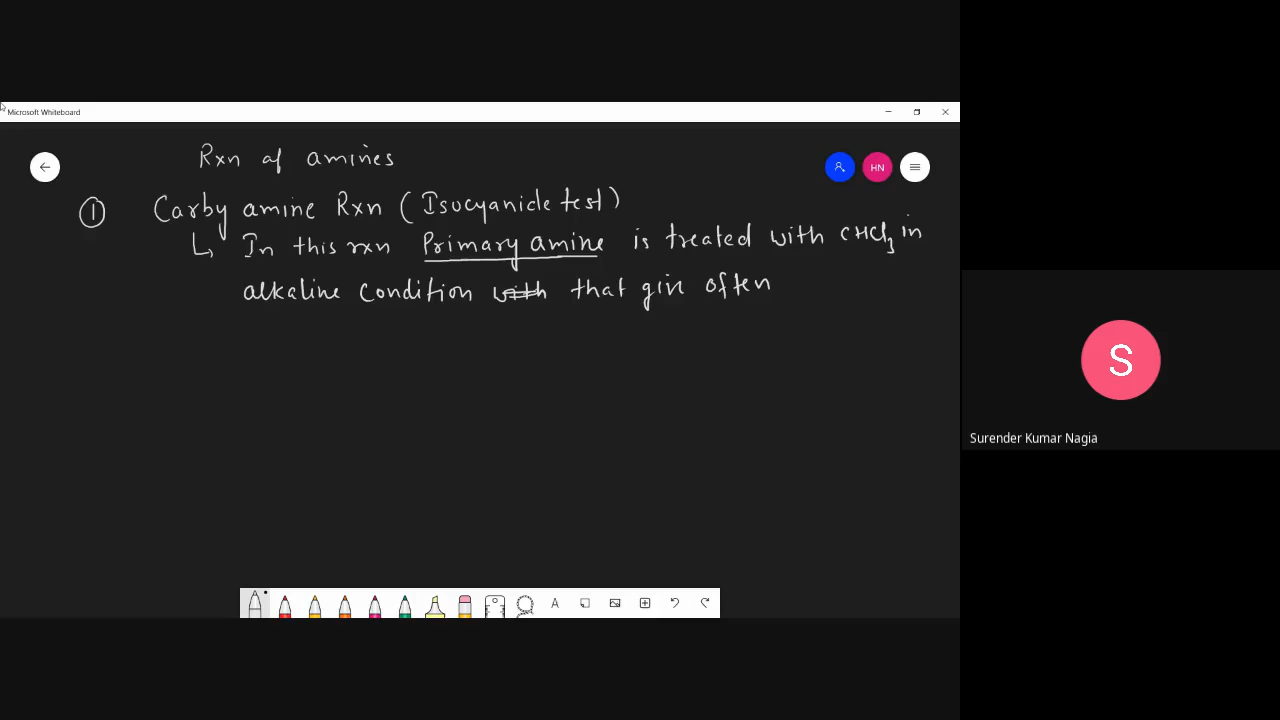 Microsoft Whiteboard
Rxn of amines
HN
① Carby amine Rxn (Isocyanide test)
↳ In this rxn Primary amine is treated with CHCl3 in
alkaline condition with that give often
S
Surender Kumar Nagia
A